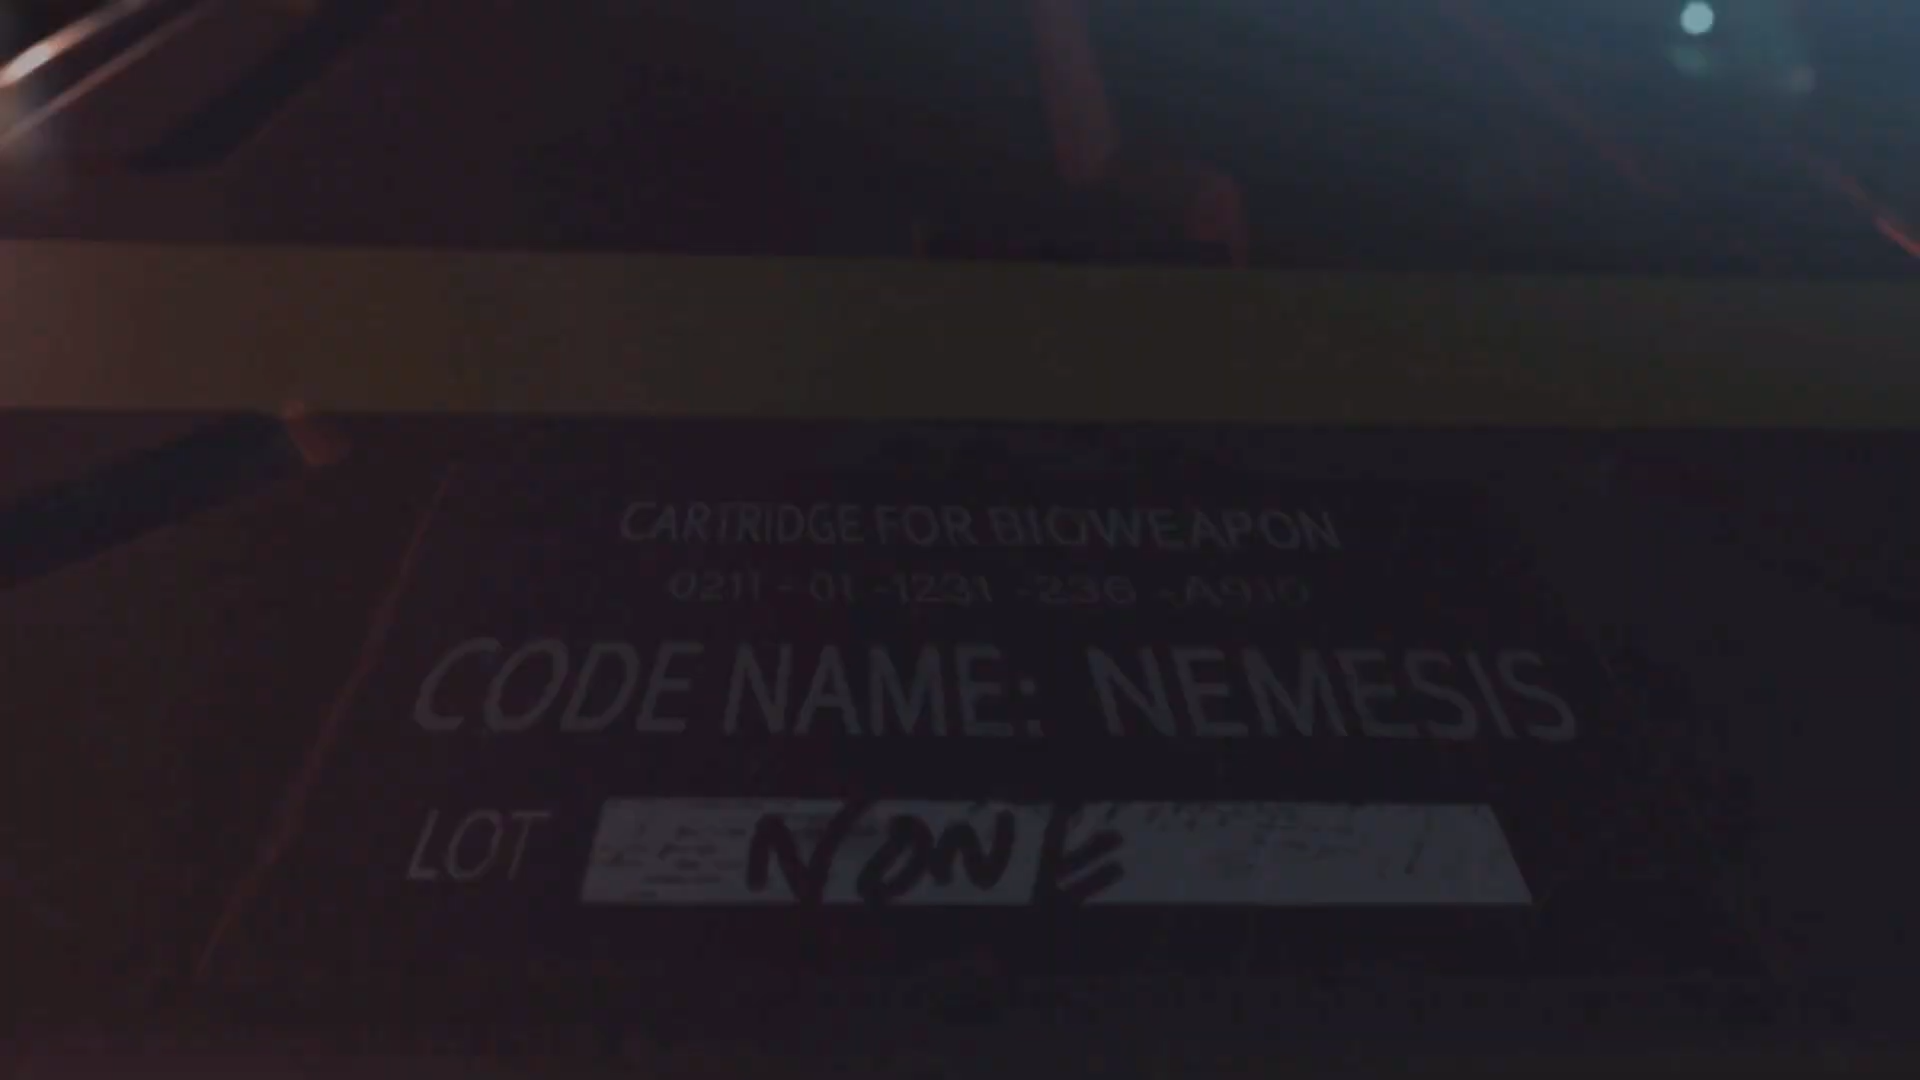 CARTRIDGE FOR BIOWEAPON
0211 - 01 - 1231 - 236 - A910
CODE NAME: NEMESIS
LOT NONE